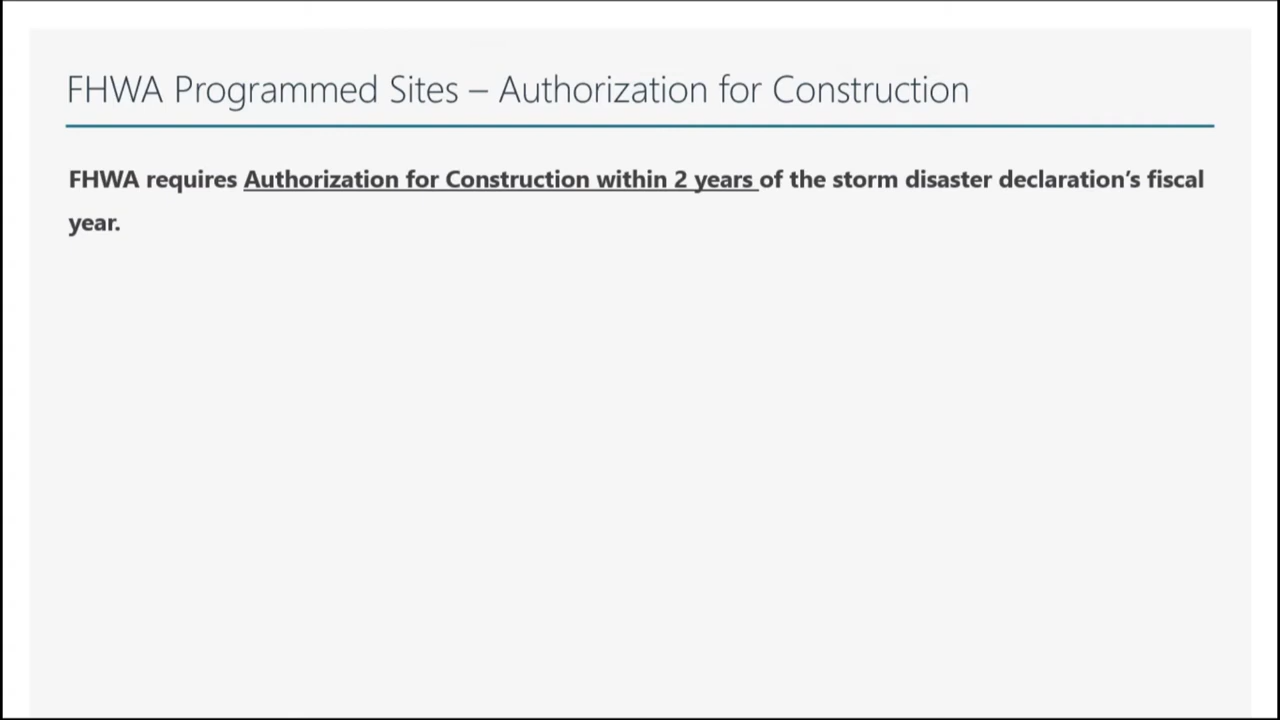 FHWA Programmed Sites – Authorization for Construction
FHWA requires Authorization for Construction within 2 years of the storm disaster declaration’s fiscal
year.